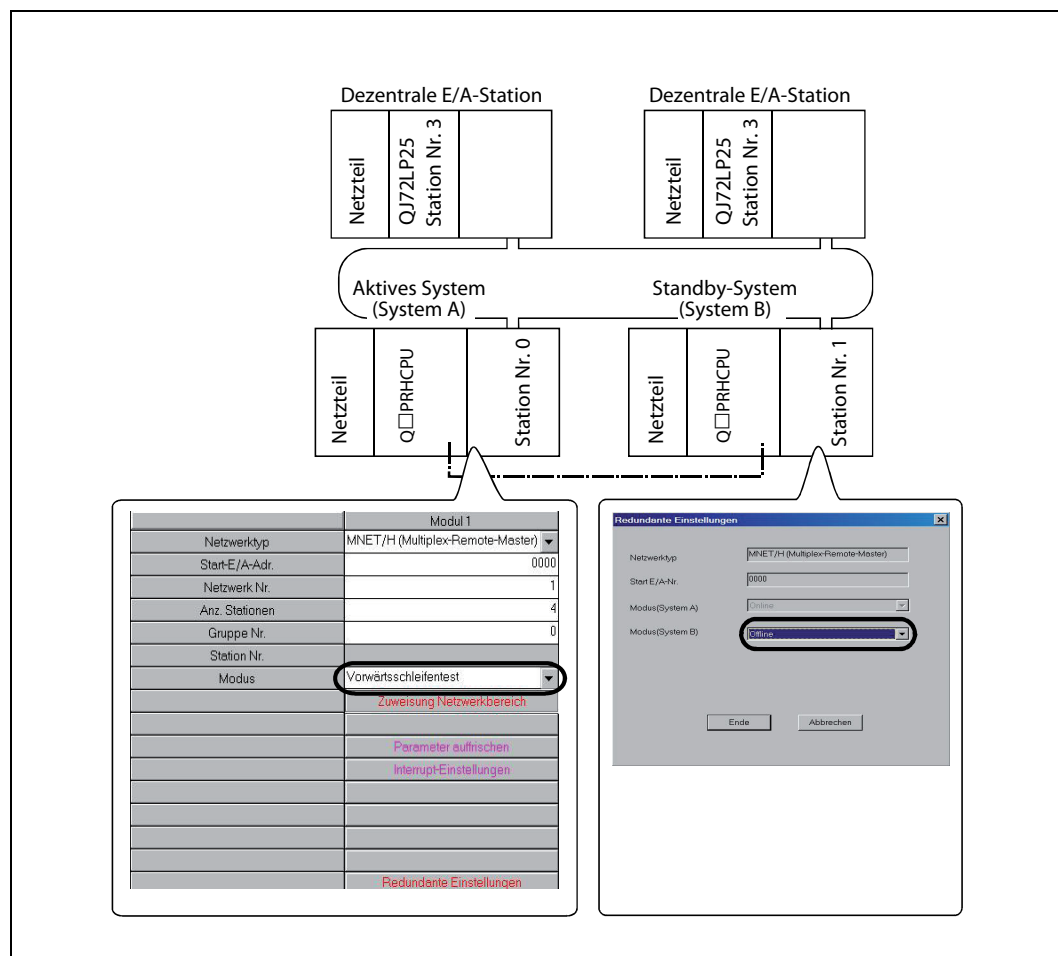 Dezentrale E/A-Station
Dezentrale E/A-Station
Netzteil
QJ72LP25
Station Nr. 3
Netzteil
QJ72LP25
Station Nr. 3
Aktives System
(System A)
Standby-System
(System B)
Netzteil
Q□PRHCPU
Station Nr. 0
Netzteil
Q□PRHCPU
Station Nr. 1
Modul 1
Netzwerktyp MNET/H (Multiplex-Remote-Master)
Start-E/A-Adr. 0000
Netzwerk Nr. 1
Anz. Stationen 4
Gruppe Nr. 0
Station Nr.
Modus Vorwärtsschleifentest
Zuweisung Netzwerkbereich
Parameter auffrischen
Interrupt-Einstellungen
Redundante Einstellungen
Redundante Einstellungen
Netzwerktyp MNET/H (Multiplex-Remote-Master)
Start E/A-Nr. 0000
Modus(System A) Online
Modus(System B) Offline
Ende Abbrechen